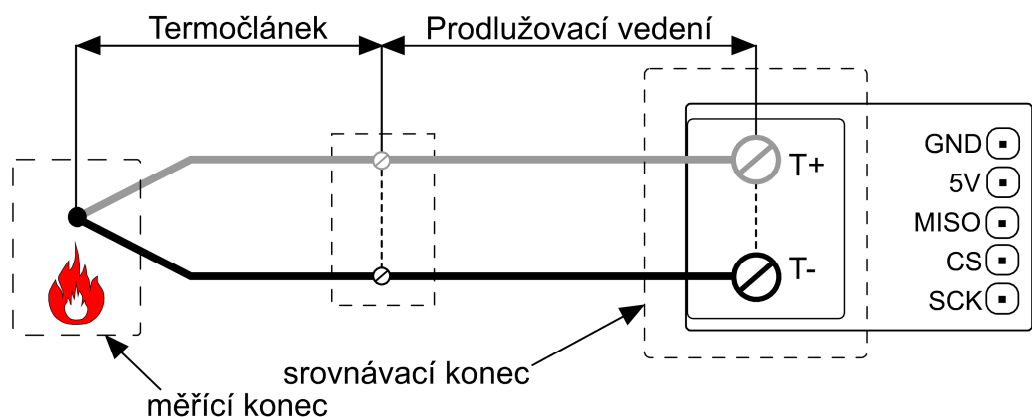 Termočlánek
Prodlužovací vedení
T+
T-
GND
5V
MISO
CS
SCK
srovnávací konec
měřící konec